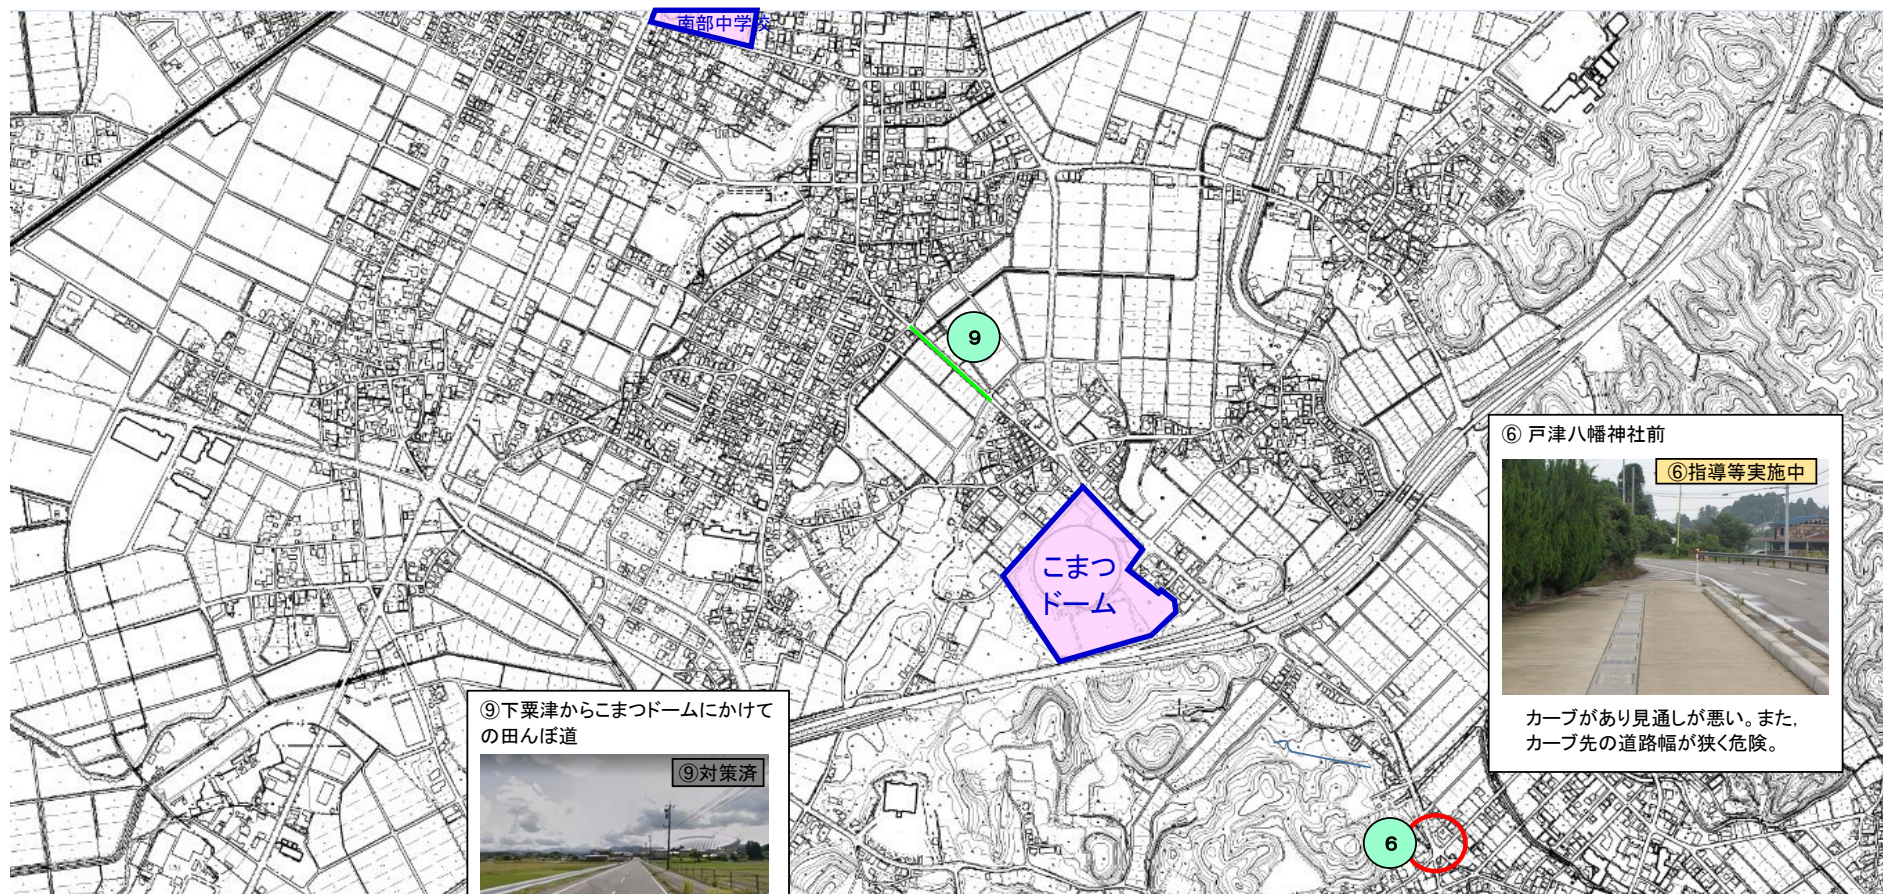 南部中学校
９
⑥ 戸津八幡神社前
⑥指導等実施中
カーブがあり見通しが悪い。また，
カーブ先の道路幅が狭く危険。
こまつ
ドーム
⑨下粟津からこまつドームにかけて
の田んぼ道
⑨対策済
６